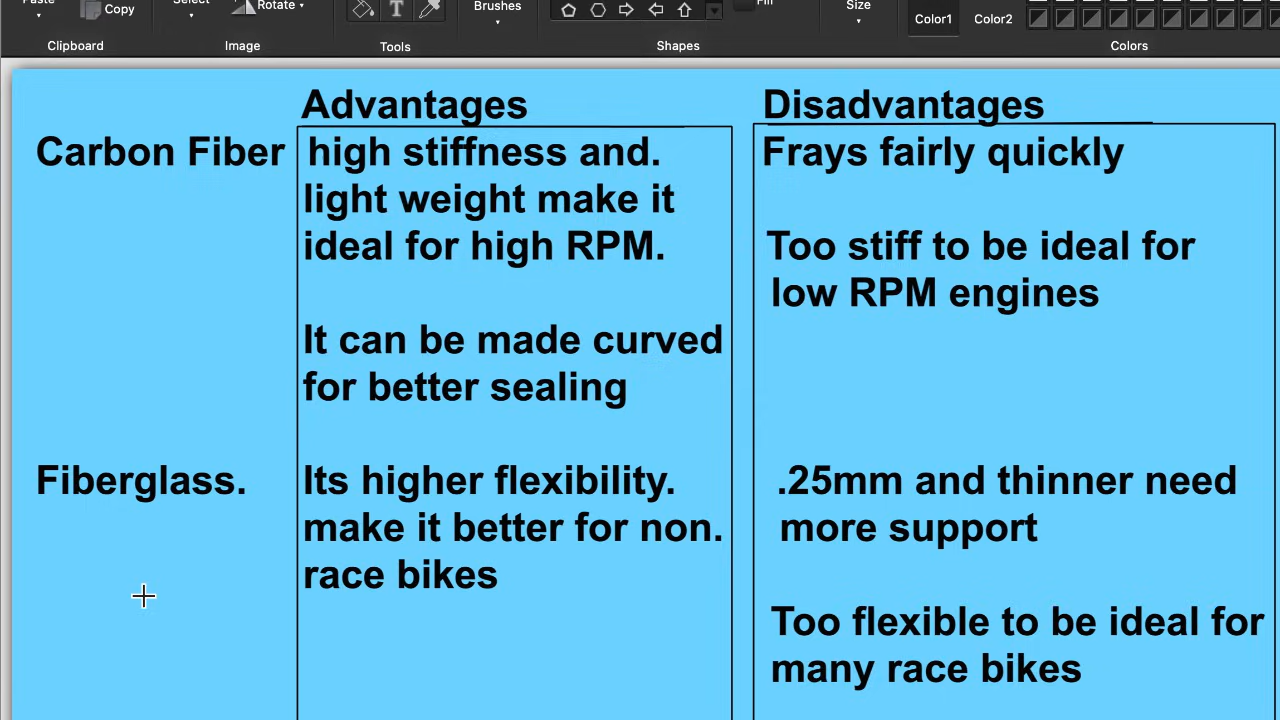 Paste
Copy
Select
Rotate
Brushes
Fill
Size
Color1
Color2
Clipboard
Image
Tools
Shapes
Colors
Advantages
Disadvantages
Carbon Fiber
high stiffness and.
light weight make it
ideal for high RPM.
It can be made curved
for better sealing
Frays fairly quickly
Too stiff to be ideal for
low RPM engines
Fiberglass.
Its higher flexibility.
make it better for non.
race bikes
.25mm and thinner need
more support
Too flexible to be ideal for
many race bikes